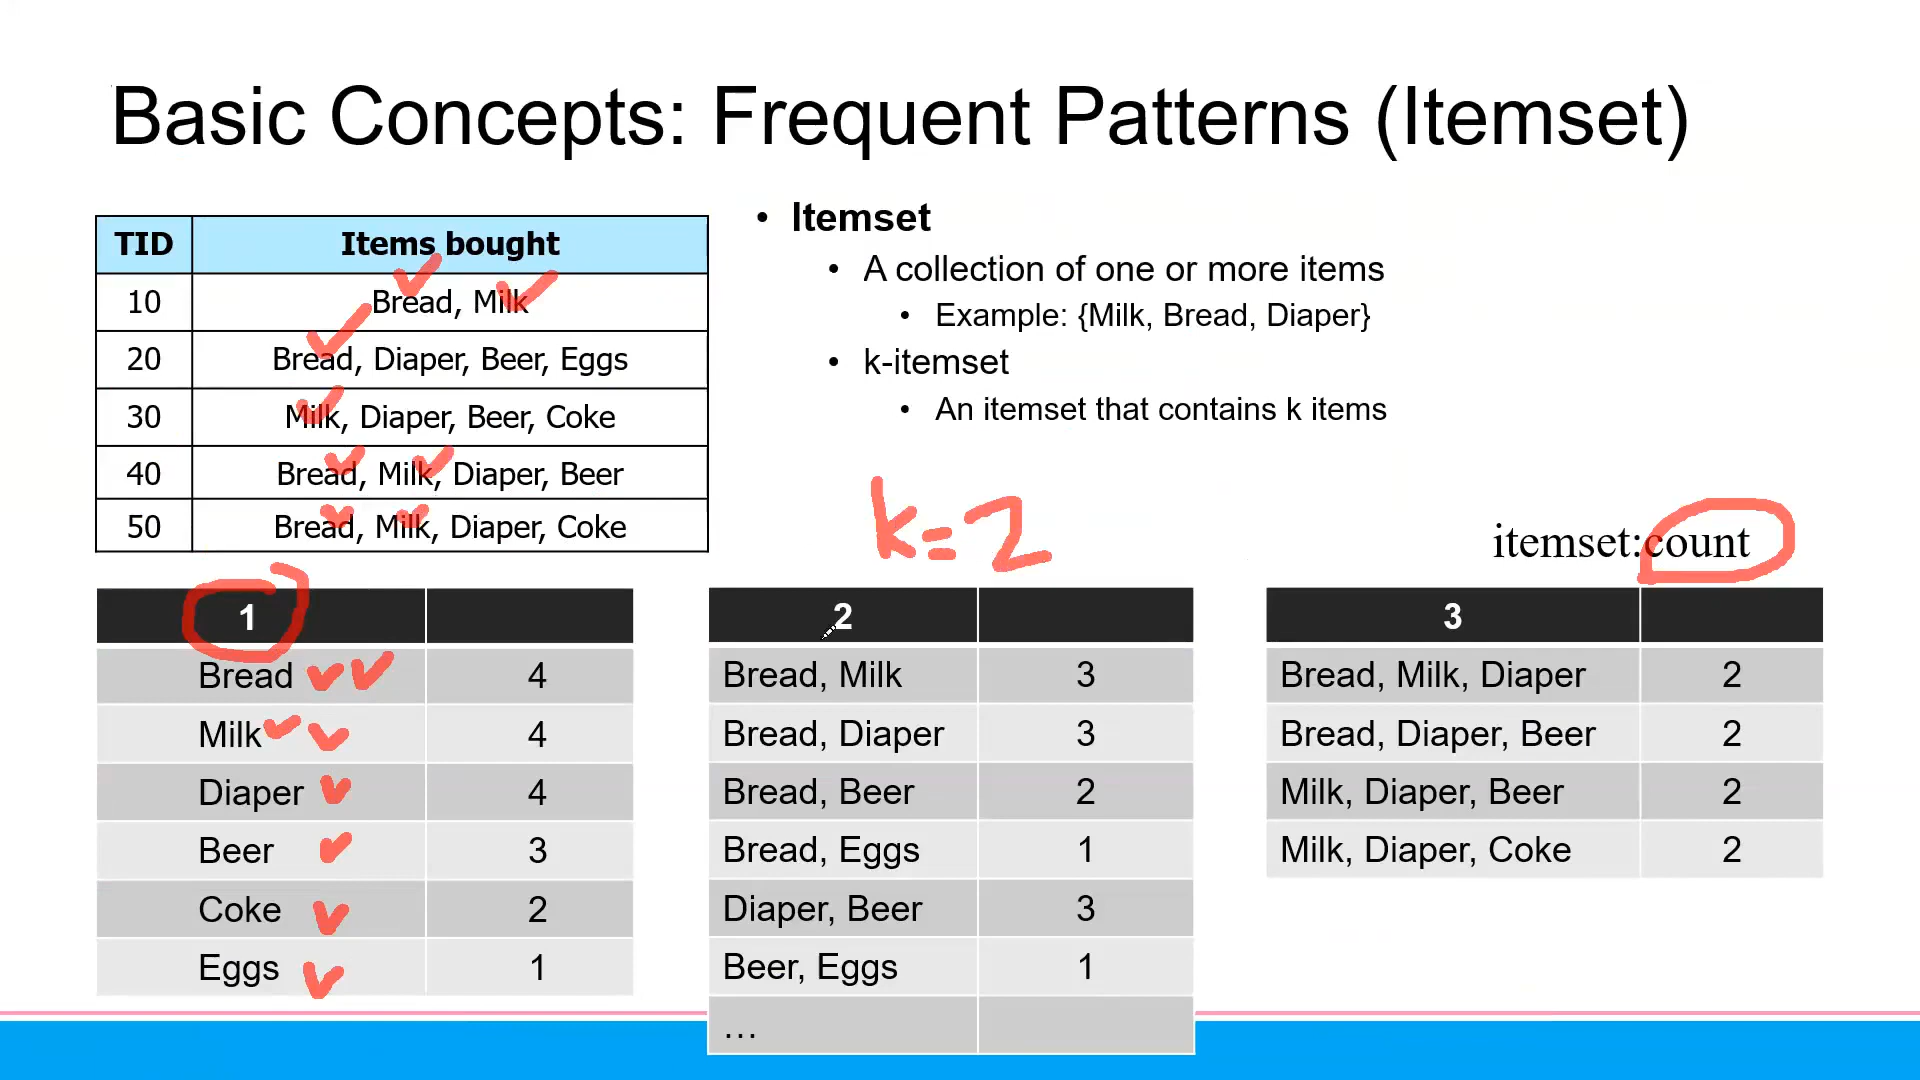 Basic Concepts: Frequent Patterns (Itemset)
TID Items bought
10 Bread, Milk
20 Bread, Diaper, Beer, Eggs
30 Milk, Diaper, Beer, Coke
40 Bread, Milk, Diaper, Beer
50 Bread, Milk, Diaper, Coke
• Itemset
• A collection of one or more items
• Example: {Milk, Bread, Diaper}
• k-itemset
• An itemset that contains k items
k=2
itemset:count
1
Bread 4
Milk 4
Diaper 4
Beer 3
Coke 2
Eggs 1
2
Bread, Milk 3
Bread, Diaper 3
Bread, Beer 2
Bread, Eggs 1
Diaper, Beer 3
Beer, Eggs 1
…
3
Bread, Milk, Diaper 2
Bread, Diaper, Beer 2
Milk, Diaper, Beer 2
Milk, Diaper, Coke 2